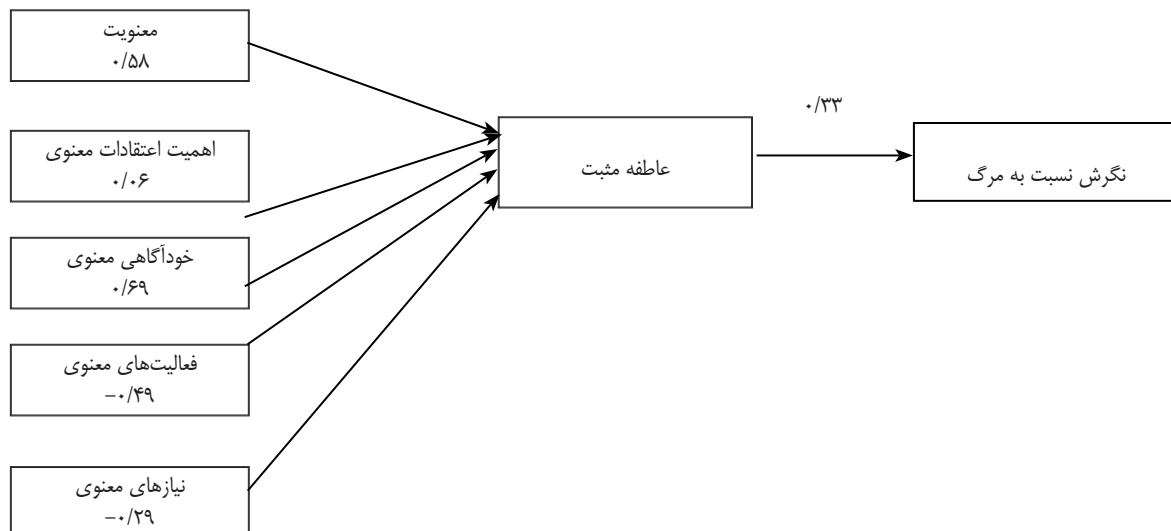 معنویت
۰/۵۸
اهمیت اعتقادات معنوی
۰/۰۶
خودآگاهی معنوی
۰/۶۹
فعالیت‌های معنوی
−۰/۴۹
نیازهای معنوی
−۰/۲۹
عاطفه مثبت
۰/۳۳
نگرش نسبت به مرگ